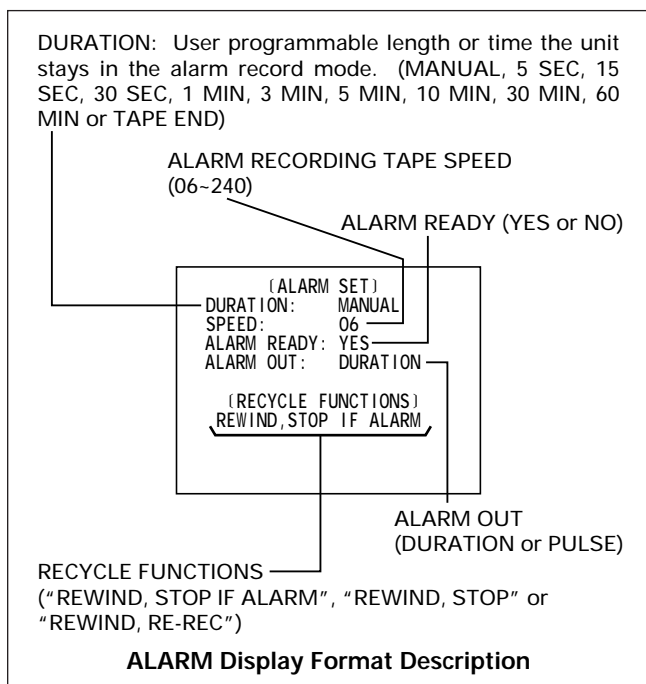 DURATION: User programmable length or time the unit
stays in the alarm record mode. (MANUAL, 5 SEC, 15
SEC, 30 SEC, 1 MIN, 3 MIN, 5 MIN, 10 MIN, 30 MIN, 60
MIN or TAPE END)
ALARM RECORDING TAPE SPEED
(06~240)
ALARM READY (YES or NO)
(ALARM SET)
DURATION: MANUAL
SPEED: 06
ALARM READY: YES
ALARM OUT: DURATION
(RECYCLE FUNCTIONS)
REWIND,STOP IF ALARM
ALARM OUT
(DURATION or PULSE)
RECYCLE FUNCTIONS
("REWIND, STOP IF ALARM", "REWIND, STOP" or
"REWIND, RE-REC")
ALARM Display Format Description